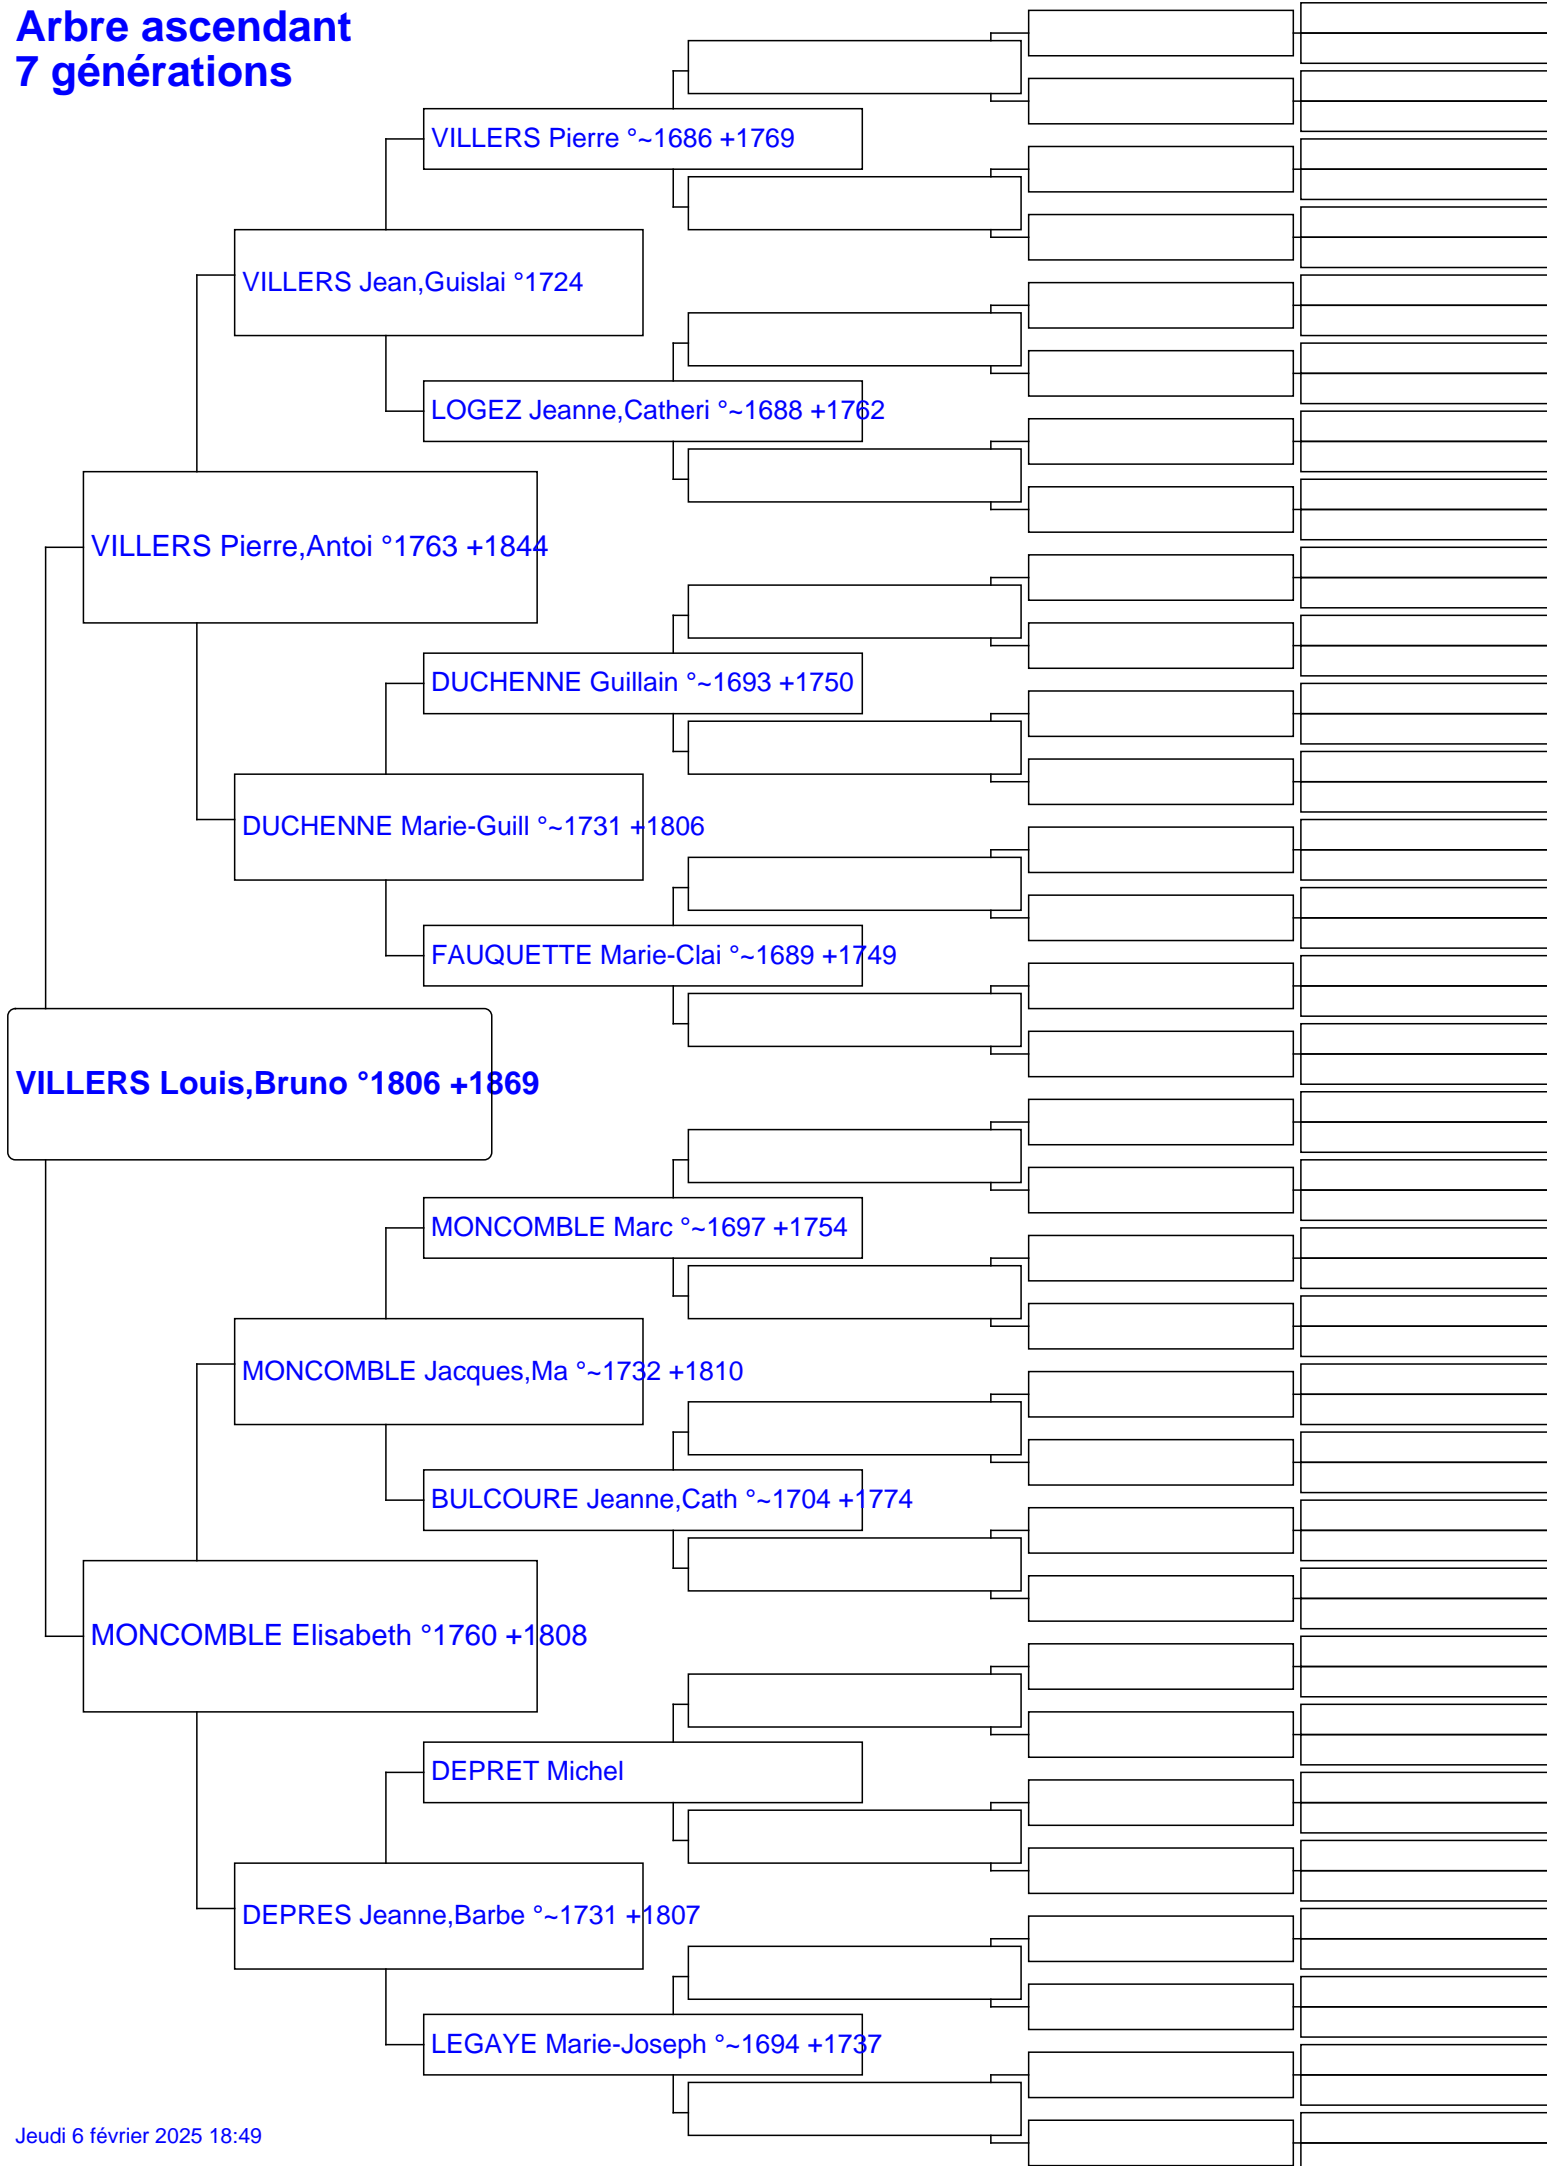 Arbre ascendant
7 générations
VILLERS Pierre °~1686 +1769
VILLERS Jean,Guislai °1724
LOGEZ Jeanne,Catheri °~1688 +1762
VILLERS Pierre,Antoi °1763 +1844
DUCHENNE Guillain °~1693 +1750
DUCHENNE Marie-Guill °~1731 +1806
FAUQUETTE Marie-Clai °~1689 +1749
VILLERS Louis,Bruno °1806 +1869
MONCOMBLE Marc °~1697 +1754
MONCOMBLE Jacques,Ma °~1732 +1810
BULCOURE Jeanne,Cath °~1704 +1774
MONCOMBLE Elisabeth °1760 +1808
DEPRET Michel
DEPRES Jeanne,Barbe °~1731 +1807
LEGAYE Marie-Joseph °~1694 +1737
Jeudi 6 février 2025 18:49